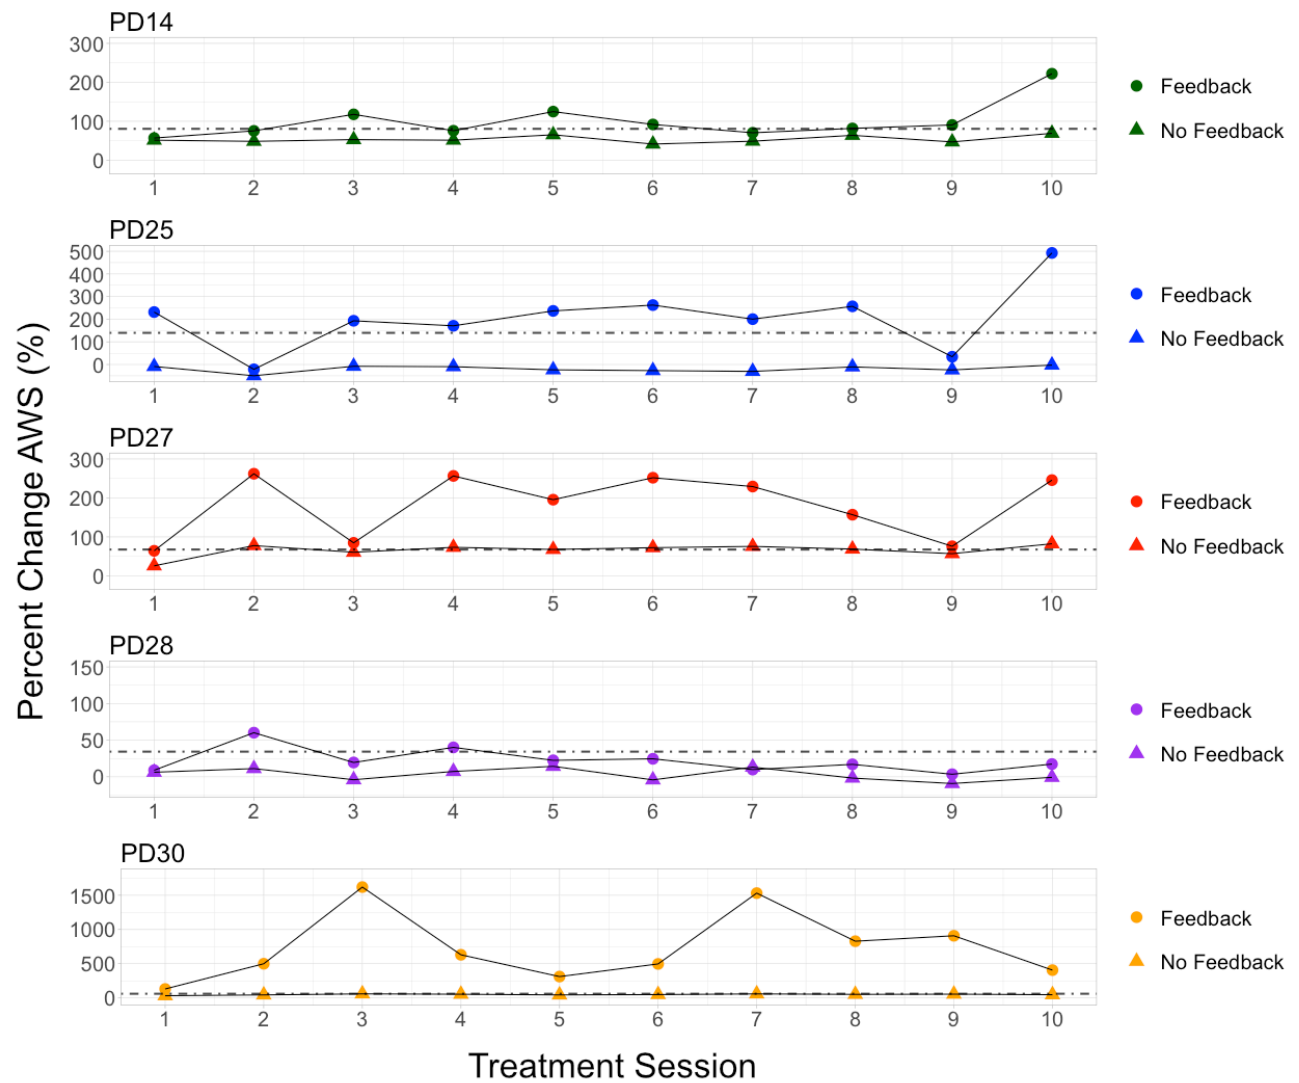 PD14
300
200
100
0
Feedback
No Feedback
1 2 3 4 5 6 7 8 9 10
PD25
500
400
300
200
100
0
Feedback
No Feedback
1 2 3 4 5 6 7 8 9 10
PD27
300
200
100
0
Feedback
No Feedback
1 2 3 4 5 6 7 8 9 10
PD28
150
100
50
0
Feedback
No Feedback
1 2 3 4 5 6 7 8 9 10
PD30
1500
1000
500
0
Feedback
No Feedback
1 2 3 4 5 6 7 8 9 10
Percent Change AWS (%)
Treatment Session